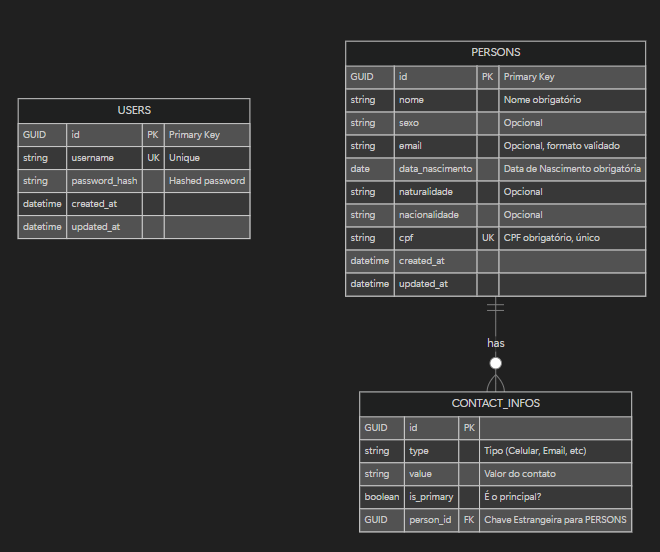 USERS
GUID id PK Primary Key
string username UK Unique
string password_hash Hashed password
datetime created_at
datetime updated_at
PERSONS
GUID id PK Primary Key
string nome Nome obrigatório
string sexo Opcional
string email Opcional, formato validado
date data_nascimento Data de Nascimento obrigatória
string naturalidade Opcional
string nacionalidade Opcional
string cpf UK CPF obrigatório, único
datetime created_at
datetime updated_at
has
CONTACT_INFOS
GUID id PK
string type Tipo (Celular, Email, etc)
string value Valor do contato
boolean is_primary É o principal?
GUID person_id FK Chave Estrangeira para PERSONS